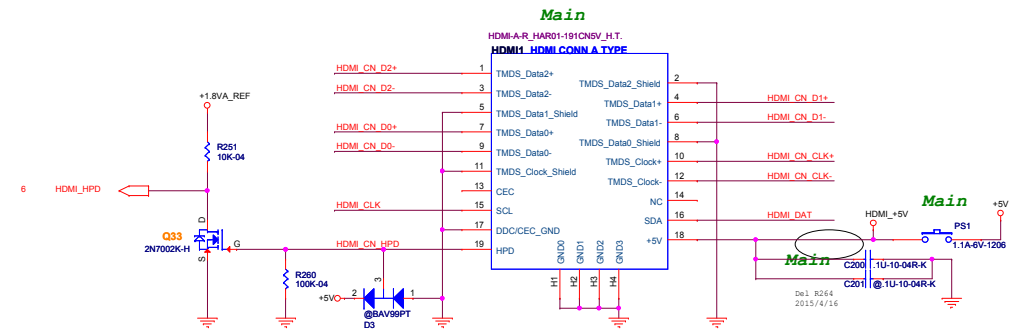 Main
HDMI-A-R_HAR01-191CN5V_H.T.
HDMI1 HDMI CONN A TYPE
HDMI_CN_D2+ 1 TMDS_Data2+
TMDS_Data2_Shield 2
HDMI_CN_D2- 3 TMDS_Data2-
+1.8VA_REF
TMDS_Data1+ 4 HDMI_CN_D1+
5 TMDS_Data1_Shield
TMDS_Data1- 6 HDMI_CN_D1-
HDMI_CN_D0+ 7 TMDS_Data0+
TMDS_Data0_Shield 8
R251
10K-04
HDMI_CN_D0- 9 TMDS_Data0-
TMDS_Clock+ 10 HDMI_CN_CLK+
11 TMDS_Clock_Shield
TMDS_Clock- 12 HDMI_CN_CLK-
6 HDMI_HPD
13 CEC
NC 14
Main
+5V
HDMI_CLK 15 SCL
SDA 16 HDMI_DAT
HDMI_+5V
PS1
D
17 DDC/CEC_GND
+5V 18
Q33
2N7002K-H
G
S
HDMI_CN_HPD 19 HPD
1.1A-6V-1206
GND0 GND1 GND2 GND3
Main
C200 .1U-10-04R-K
R260
100K-04
3
H1 H2 H3 H4
C201 @.1U-10-04R-K
+5V 2 1
Del R264
2015/4/16
@BAV99PT
D3